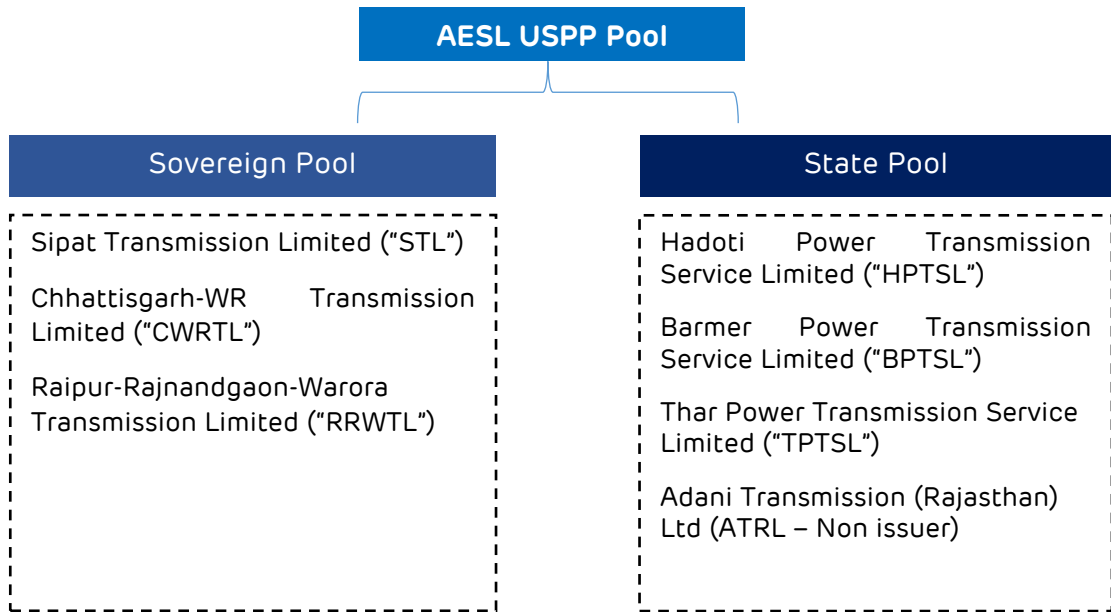 AESL USPP Pool
Sovereign Pool
Sipat Transmission Limited (“STL”)
Chhattisgarh-WR Transmission
Limited (“CWRTL”)
Raipur-Rajnandgaon-Warora
Transmission Limited (“RRWTL”)
State Pool
Hadoti Power Transmission
Service Limited (“HPTSL”)
Barmer Power Transmission
Service Limited (“BPTSL”)
Thar Power Transmission Service
Limited (“TPTSL”)
Adani Transmission (Rajasthan)
Ltd (ATRL – Non issuer)